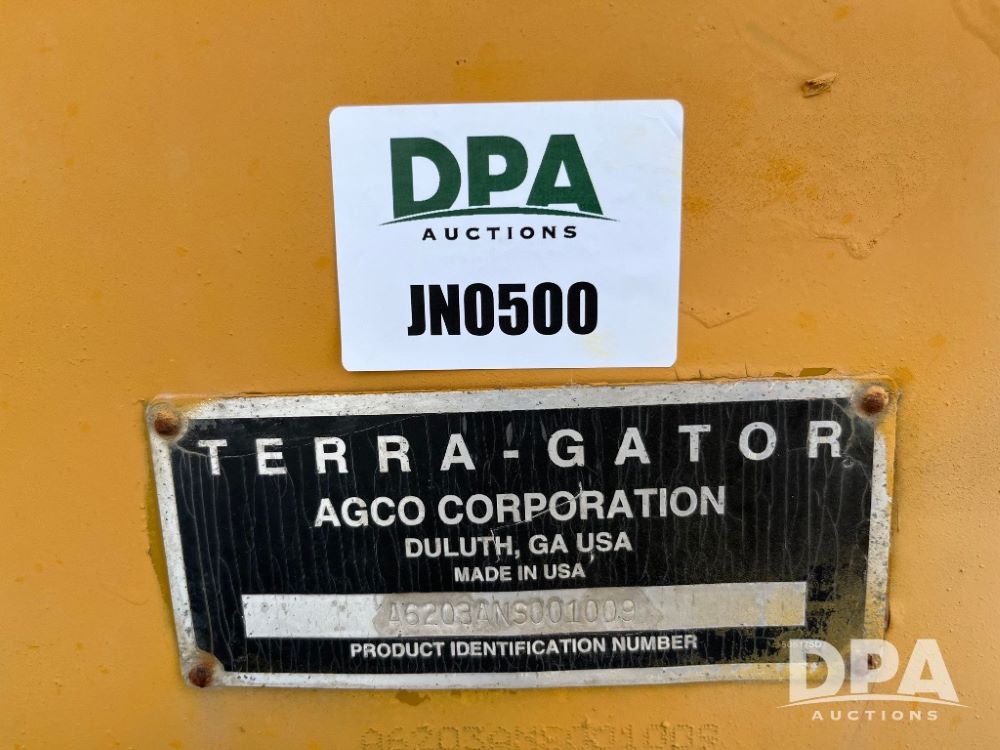 DPA
AUCTIONS
JN0500
TERRA-GATOR
AGCO CORPORATION
DULUTH, GA USA
MADE IN USA
A6203ANS001009
PRODUCT IDENTIFICATION NUMBER
DPA
AUCTIONS